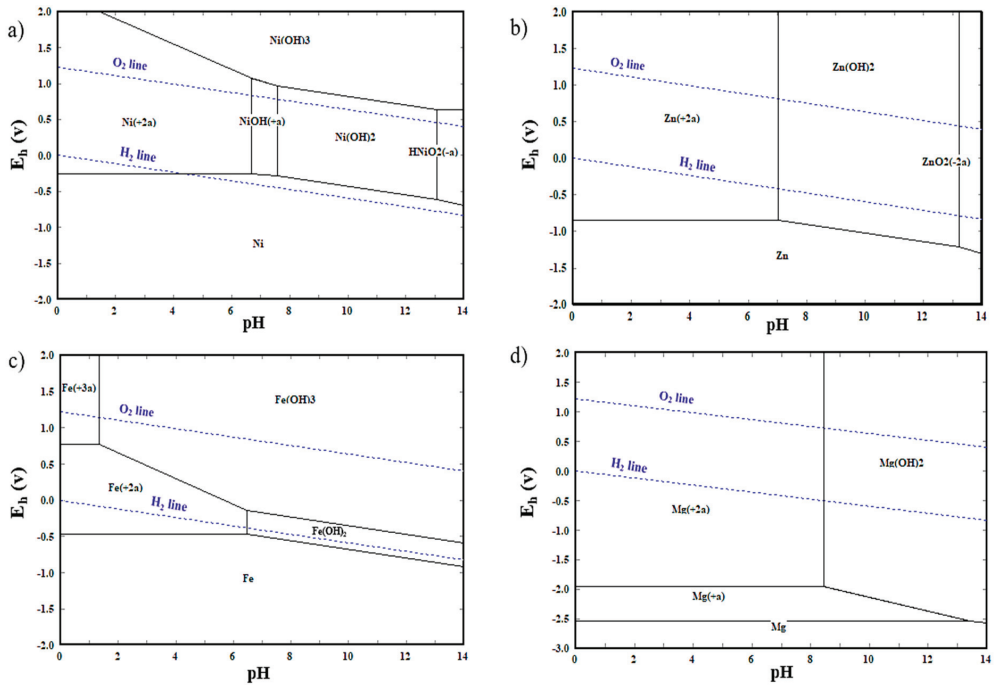 a)
E_h (v)
2.0
1.5
1.0
0.5
0.0
-0.5
-1.0
-1.5
-2.0
Ni(OH)3
O₂ line
Ni(+2a)
NiOH(+a)
Ni(OH)2
HNiO2(-a)
H₂ line
Ni
0 2 4 6 8 10 12 14
pH
b)
E_h (v)
2.0
1.5
1.0
0.5
0.0
-0.5
-1.0
-1.5
-2.0
Zn(OH)2
O₂ line
Zn(+2a)
ZnO2(-2a)
H₂ line
Zn
0 2 4 6 8 10 12 14
pH
c)
E_h (v)
2.0
1.5
1.0
0.5
0.0
-0.5
-1.0
-1.5
-2.0
Fe(+3a)
Fe(OH)3
O₂ line
Fe(+2a)
H₂ line
Fe(OH)₂
Fe
0 2 4 6 8 10 12 14
pH
d)
E_h (v)
2.0
1.5
1.0
0.5
0.0
-0.5
-1.0
-1.5
-2.0
-2.5
-3.0
O₂ line
Mg(OH)2
H₂ line
Mg(+2a)
Mg(+a)
Mg
0 2 4 6 8 10 12 14
pH